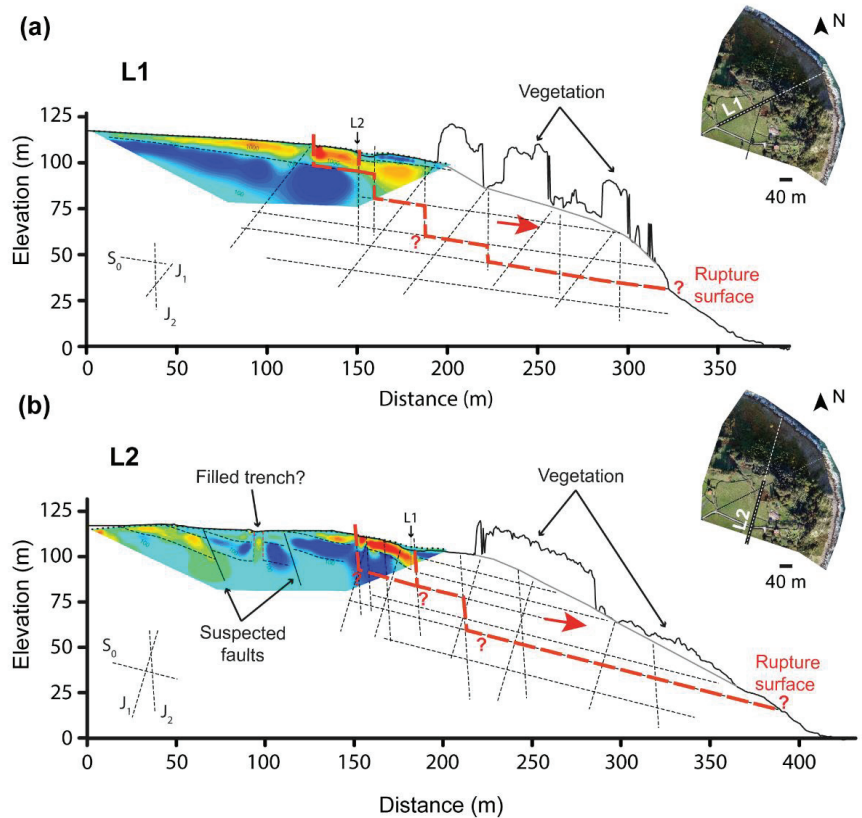 (a)
L1
N
L1
40 m
Vegetation
L2
Elevation (m)
125
100
75
50
25
0
S0
J1
J2
?
?
Rupture
surface
0
50
100
150
200
250
300
350
Distance (m)
(b)
L2
N
L2
40 m
Filled trench?
Vegetation
L1
Elevation (m)
125
100
75
50
25
0
Suspected
faults
S0
J1
J2
?
?
?
?
Rupture
surface
0
50
100
150
200
250
300
350
400
Distance (m)